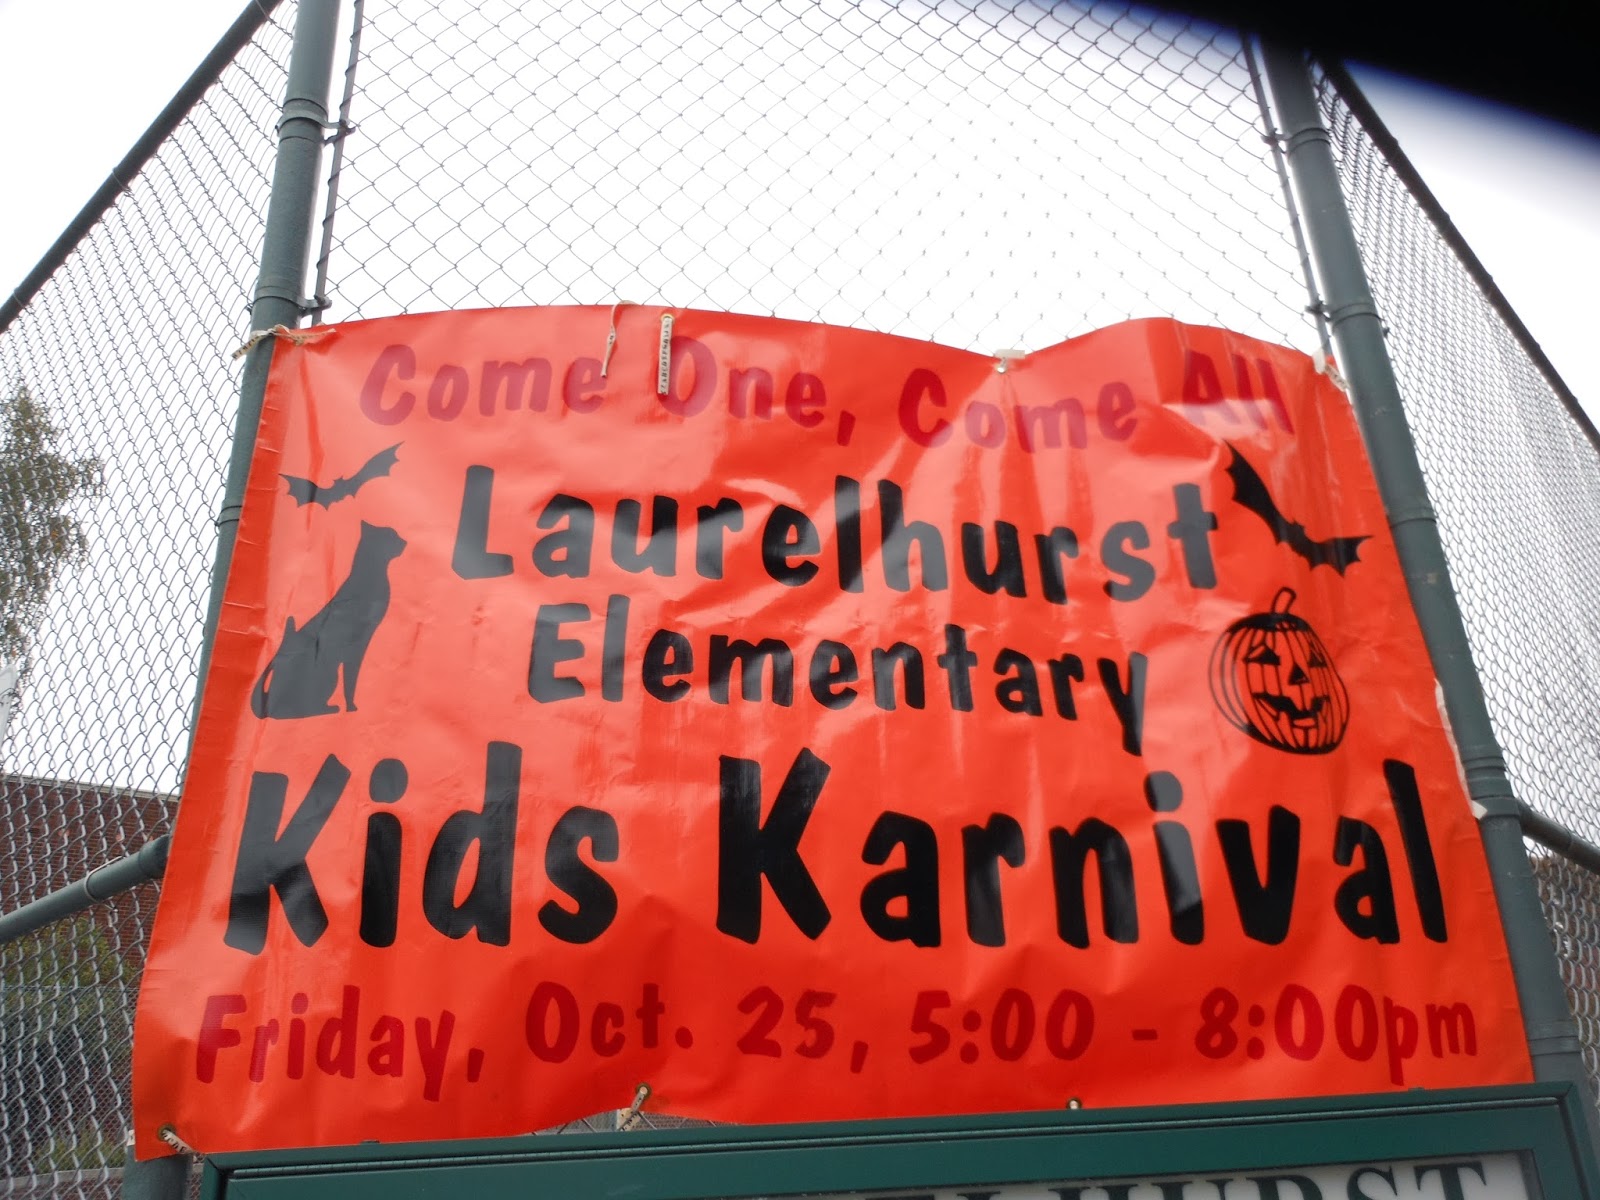 Come One, Come All
Laurelhurst
Elementary
Kids Karnival
Friday, Oct. 25, 5:00 - 8:00pm